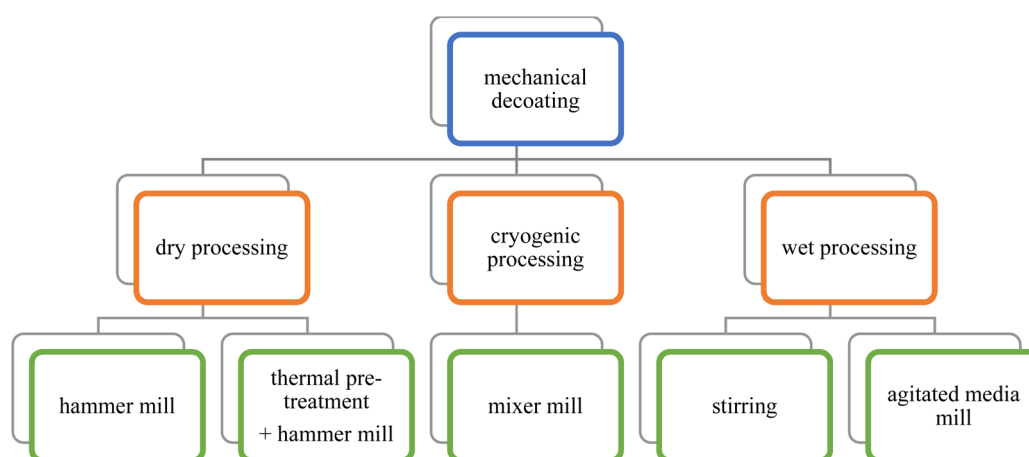 mechanical
decoating
dry processing
cryogenic
processing
wet processing
hammer mill
thermal pre-
treatment
+ hammer mill
mixer mill
stirring
agitated media
mill